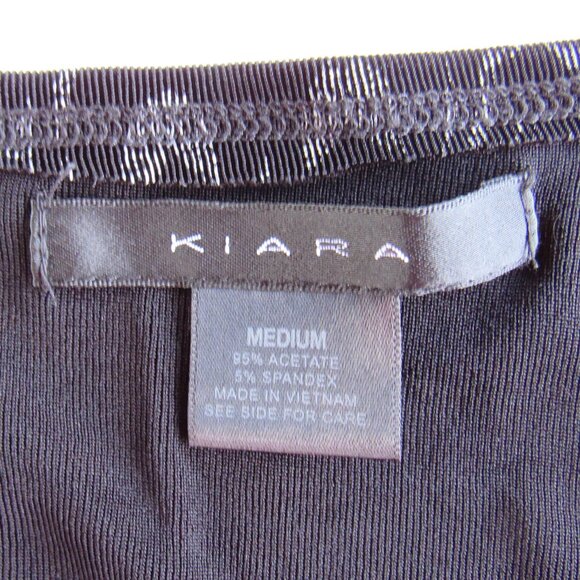 KIARA
MEDIUM
95% ACETATE
5% SPANDEX
MADE IN VIETNAM
SEE SIDE FOR CARE